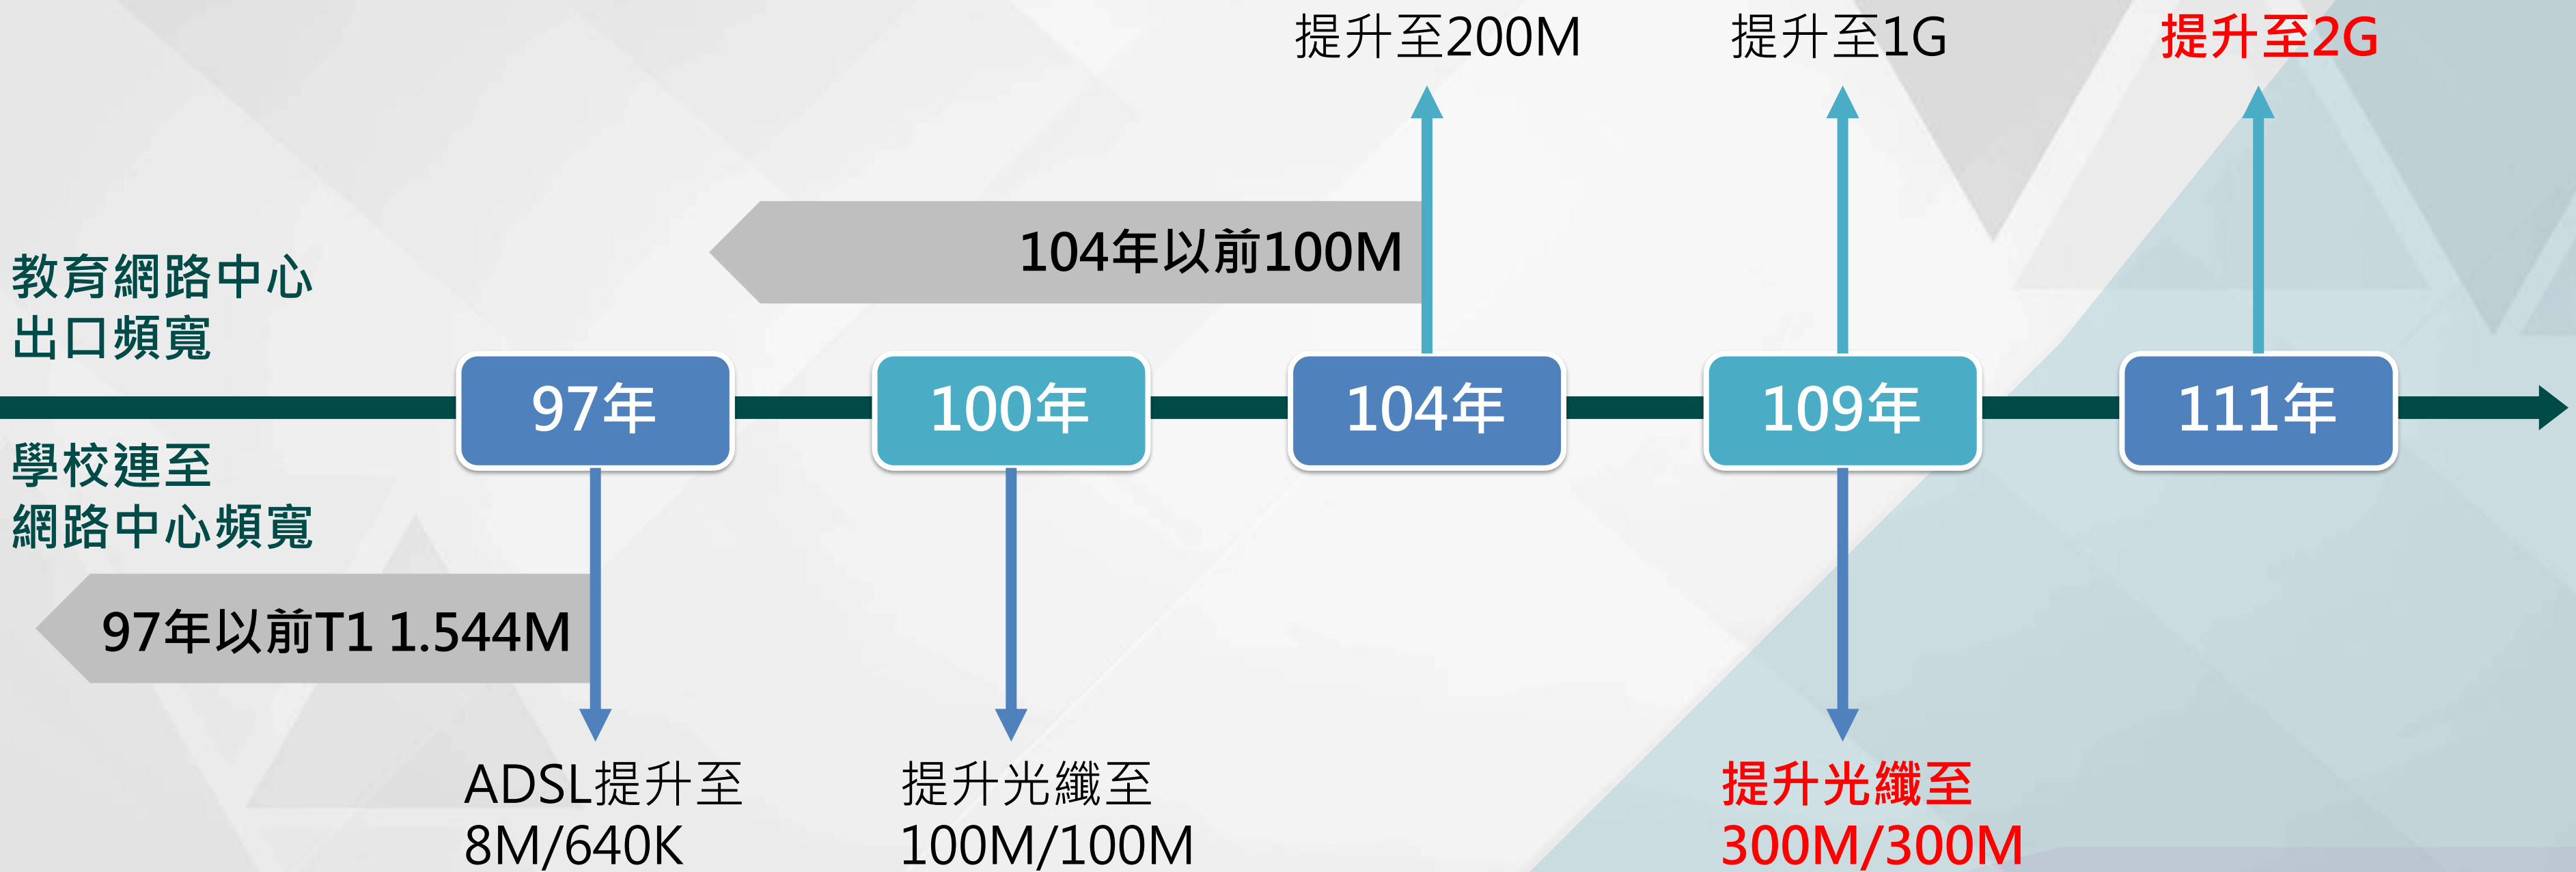 提升至200M
提升至1G
提升至2G
104年以前100M
教育網路中心
出口頻寬
97年
100年
104年
109年
111年
學校連至
網路中心頻寬
97年以前T1 1.544M
ADSL提升至
8M/640K
提升光纖至
100M/100M
提升光纖至
300M/300M